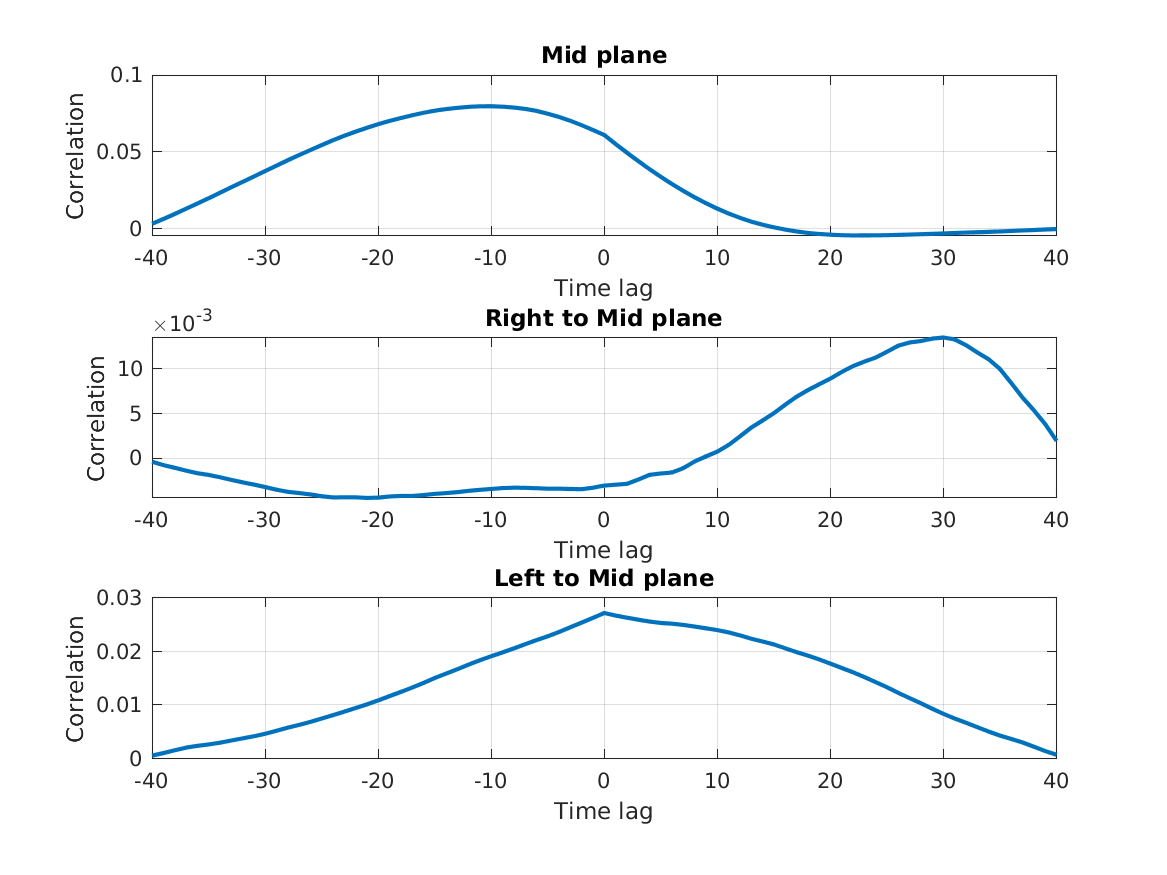 Mid plane
0.1
0.05
0
Correlation
-40 -30 -20 -10 0 10 20 30 40
Time lag
×10-3
Right to Mid plane
10
5
0
Correlation
-40 -30 -20 -10 0 10 20 30 40
Time lag
Left to Mid plane
0.03
0.02
0.01
0
Correlation
-40 -30 -20 -10 0 10 20 30 40
Time lag